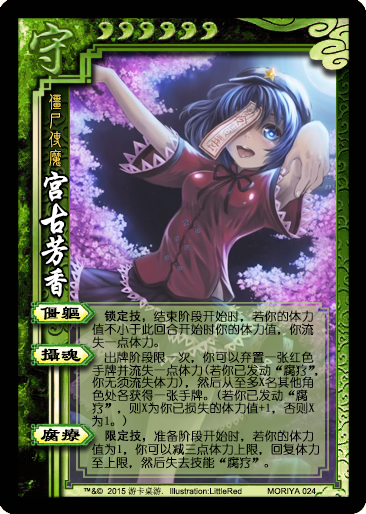 守
僵尸使魔
宫古芳香
僵軀
锁定技，结束阶段开始时，若你的体力
值不小于此回合开始时你的体力值，你流
失一点体力。
攝魂
出牌阶段限一次，你可以弃置一张红色
手牌并流失一点体力(若你已发动“腐疗”，
你无须流失体力)，然后从至多X名其他角
色处各获得一张手牌。(若你已发动“腐
疗”，则X为你已损失的体力值+1，否则X
为1。)
腐療
限定技，准备阶段开始时，若你的体力
值为1，你可以减三点体力上限，回复体力
至上限，然后失去技能“腐疗”。
™&© 2015 游卡桌游. Illustration:LittleRed
MORIYA 024